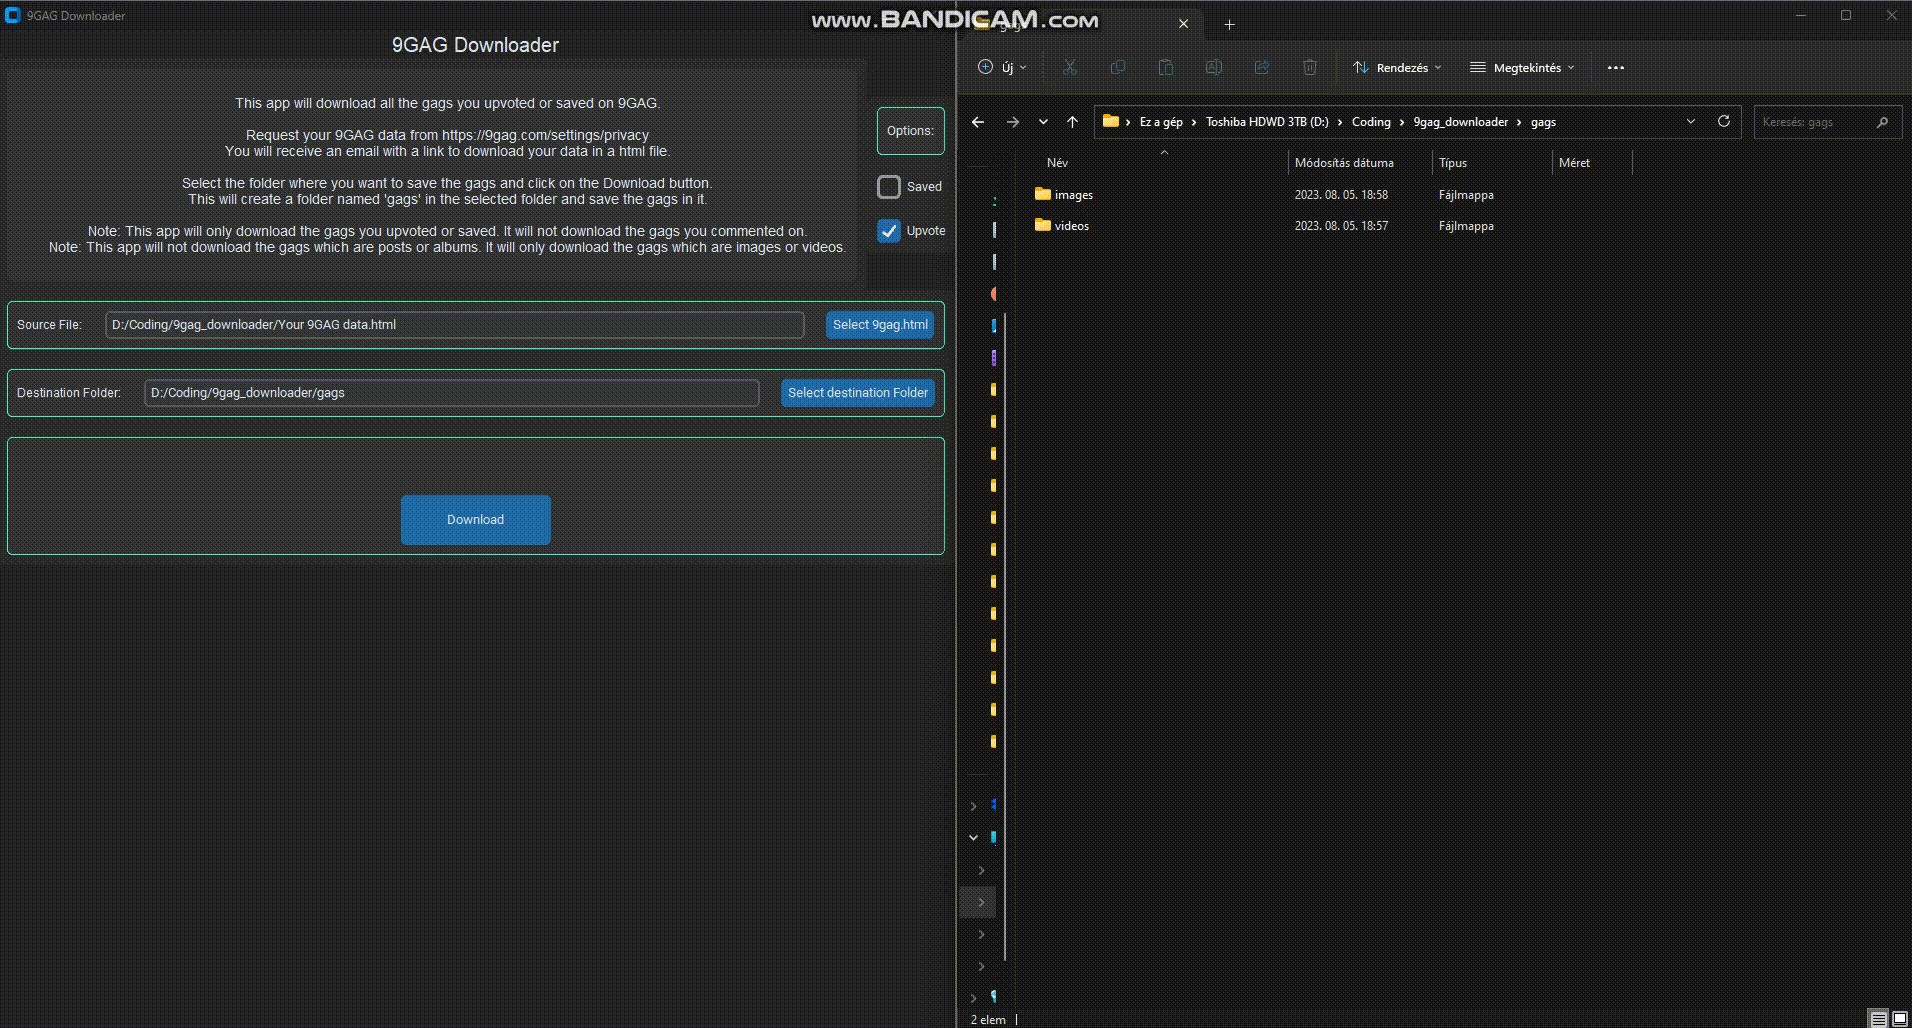 9GAG Downloader
www.BANDICAM.com
9GAG Downloader
This app will download all the gags you upvoted or saved on 9GAG.
Request your 9GAG data from https://9gag.com/settings/privacy
You will receive an email with a link to download your data in a html file.
Select the folder where you want to save the gags and click on the Download button.
This will create a folder named 'gags' in the selected folder and save the gags in it.
Note: This app will only download the gags you upvoted or saved. It will not download the gags you commented on.
Note: This app will not download the gags which are posts or albums. It will only download the gags which are images or videos.
Options:
Saved
Upvote
Source File:
D:/Coding/9gag_downloader/Your 9GAG data.html
Select 9gag.html
Destination Folder:
D:/Coding/9gag_downloader/gags
Select destination Folder
Download
Új
Rendezés
Megtekintés
Ez a gép › Toshiba HDWD 3TB (D:) › Coding › 9gag_downloader › gags
Keresés: gags
Név Módosítás dátuma Típus Méret
images 2023. 08. 05. 18:58 Fájlmappa
videos 2023. 08. 05. 18:57 Fájlmappa
2 elem